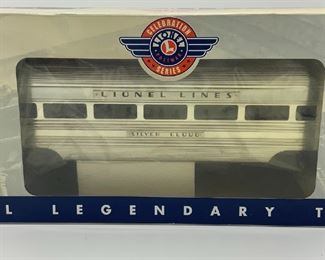 CELEBRATION
LIONEL
L
SERIES
LIONEL LINES
SILVER CLOUD
L LEGENDARY T